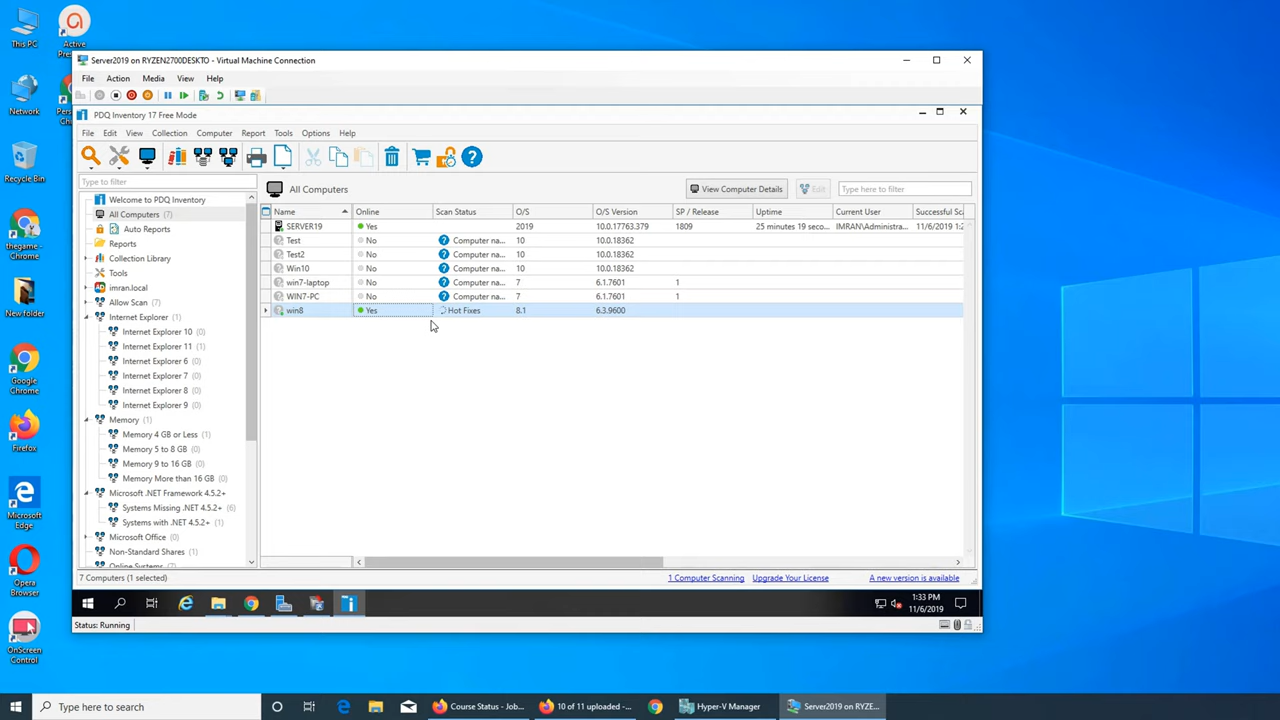 This PC
Active
Pre...
Network
Recycle Bin
thegame -
Chrome
New folder
Google
Chrome
Firefox
Microsoft
Edge
Opera
Browser
OnScreen
Control
Server2019 on RYZEN2700DESKTO - Virtual Machine Connection
File Action Media View Help
PDQ Inventory 17 Free Mode
File Edit View Collection Computer Report Tools Options Help
Type to filter
Welcome to PDQ Inventory
All Computers (7)
Auto Reports
Reports
Collection Library
Tools
imran.local
Allow Scan (7)
Internet Explorer (1)
Internet Explorer 10 (0)
Internet Explorer 11 (1)
Internet Explorer 6 (0)
Internet Explorer 7 (0)
Internet Explorer 8 (0)
Internet Explorer 9 (0)
Memory (1)
Memory 4 GB or Less (1)
Memory 5 to 8 GB (0)
Memory 9 to 16 GB (0)
Memory More than 16 GB (0)
Microsoft .NET Framework 4.5.2+
Systems Missing .NET 4.5.2+ (6)
Systems with .NET 4.5.2+ (1)
Microsoft Office (0)
Non-Standard Shares (1)
All Computers
View Computer Details Edit Type here to filter
Name Online Scan Status O/S O/S Version SP / Release Uptime Current User Successful Sc
SERVER19 Yes 2019 10.0.17763.379 1809 25 minutes 19 seco... IMRAN\Administra...
Test No Computer na... 10 10.0.18362
Test2 No Computer na... 10 10.0.18362
Win10 No Computer na... 10 10.0.18362
win7-laptop No Computer na... 7 6.1.7601 1
WIN7-PC No Computer na... 7 6.1.7601 1
win8 Yes Hot Fixes 8.1 6.3.9600
7 Computers (1 selected)
1 Computer Scanning Upgrade Your License A new version is available
1:33 PM
11/6/2019
Status: Running
Type here to search
Course Status - Job... 10 of 11 uploaded -... Hyper-V Manager Server2019 on RYZE...